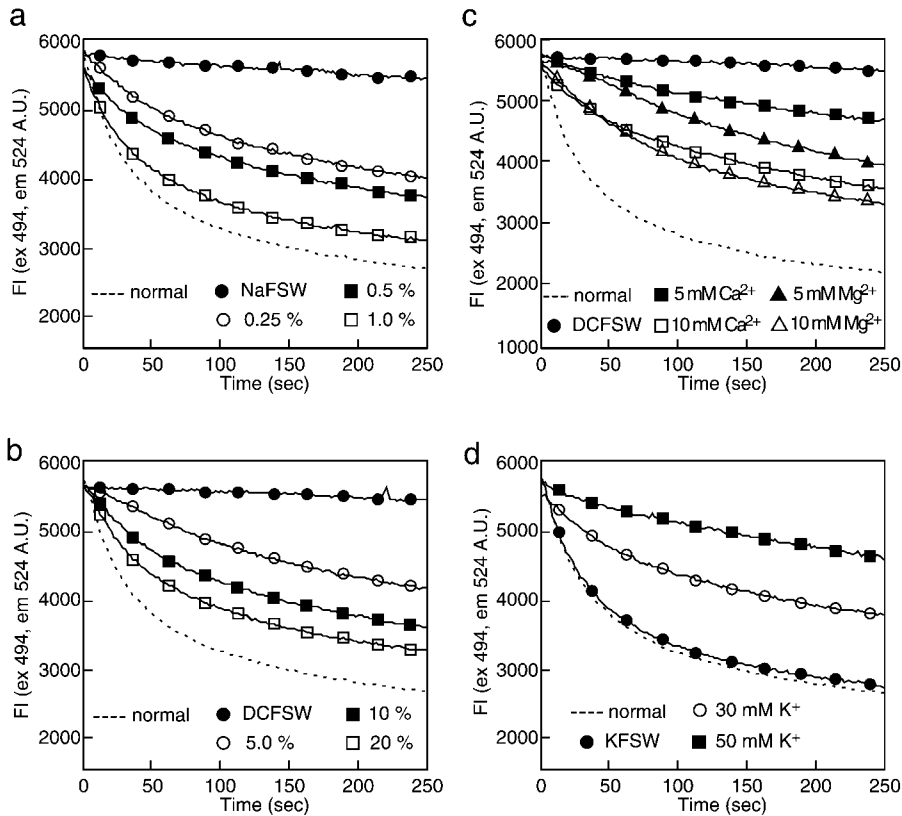 a
FI (ex 494, em 524 A.U.)
6000
5000
4000
3000
2000
normal
NaFSW
0.5 %
0.25 %
1.0 %
0 50 100 150 200 250
Time (sec)
c
FI (ex 494, em 524 A.U.)
6000
5000
4000
3000
2000
1000
normal
5 mM Ca²⁺
5 mM Mg²⁺
DCFSW
10 mM Ca²⁺
10 mM Mg²⁺
0 50 100 150 200 250
Time (sec)
b
FI (ex 494, em 524 A.U.)
6000
5000
4000
3000
2000
normal
DCFSW
10 %
5.0 %
20 %
0 50 100 150 200 250
Time (sec)
d
FI (ex 494, em 524 A.U.)
6000
5000
4000
3000
2000
normal
30 mM K⁺
KFSW
50 mM K⁺
0 50 100 150 200 250
Time (sec)